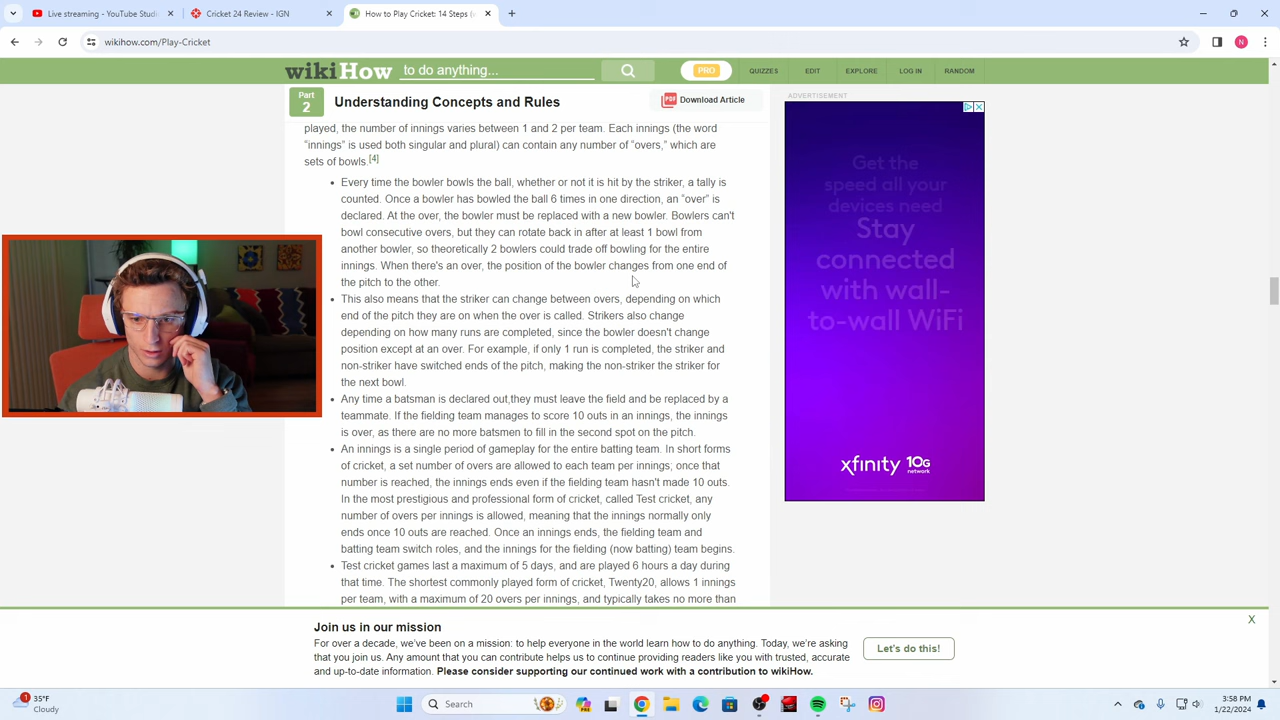 Live streaming - YouTube Studi
Cricket 24 Review - IGN
How to Play Cricket: 14 Steps (
wikihow.com/Play-Cricket
N
wikiHow to do anything...
PRO
QUIZZES
EDIT
EXPLORE
LOG IN
RANDOM
Part
2
Understanding Concepts and Rules
PDF Download Article
played, the number of innings varies between 1 and 2 per team. Each innings (the word
"innings" is used both singular and plural) can contain any number of "overs," which are
sets of bowls.[4]
• Every time the bowler bowls the ball, whether or not it is hit by the striker, a tally is
counted. Once a bowler has bowled the ball 6 times in one direction, an "over" is
declared. At the over, the bowler must be replaced with a new bowler. Bowlers can't
bowl consecutive overs, but they can rotate back in after at least 1 bowl from
another bowler, so theoretically 2 bowlers could trade off bowling for the entire
innings. When there's an over, the position of the bowler changes from one end of
the pitch to the other.
• This also means that the striker can change between overs, depending on which
end of the pitch they are on when the over is called. Strikers also change
depending on how many runs are completed, since the bowler doesn't change
position except at an over. For example, if only 1 run is completed, the striker and
non-striker have switched ends of the pitch, making the non-striker the striker for
the next bowl.
• Any time a batsman is declared out,they must leave the field and be replaced by a
teammate. If the fielding team manages to score 10 outs in an innings, the innings
is over, as there are no more batsmen to fill in the second spot on the pitch.
• An innings is a single period of gameplay for the entire batting team. In short forms
of cricket, a set number of overs are allowed to each team per innings; once that
number is reached, the innings ends even if the fielding team hasn't made 10 outs.
In the most prestigious and professional form of cricket, called Test cricket, any
number of overs per innings is allowed, meaning that the innings normally only
ends once 10 outs are reached. Once an innings ends, the fielding team and
batting team switch roles, and the innings for the fielding (now batting) team begins.
• Test cricket games last a maximum of 5 days, and are played 6 hours a day during
that time. The shortest commonly played form of cricket, Twenty20, allows 1 innings
per team, with a maximum of 20 overs per innings, and typically takes no more than
ADVERTISEMENT
Get the
speed all your
devices need
Stay
connected
with wall-
to-wall WiFi
xfinity 10G
network
Join us in our mission
X
For over a decade, we've been on a mission: to help everyone in the world learn how to do anything. Today, we're asking
that you join us. Any amount that you can contribute helps us to continue providing readers like you with trusted, accurate
and up-to-date information. Please consider supporting our continued work with a contribution to wikiHow.
Let's do this!
1
35°F
Cloudy
Search
3:58 PM
1/22/2024